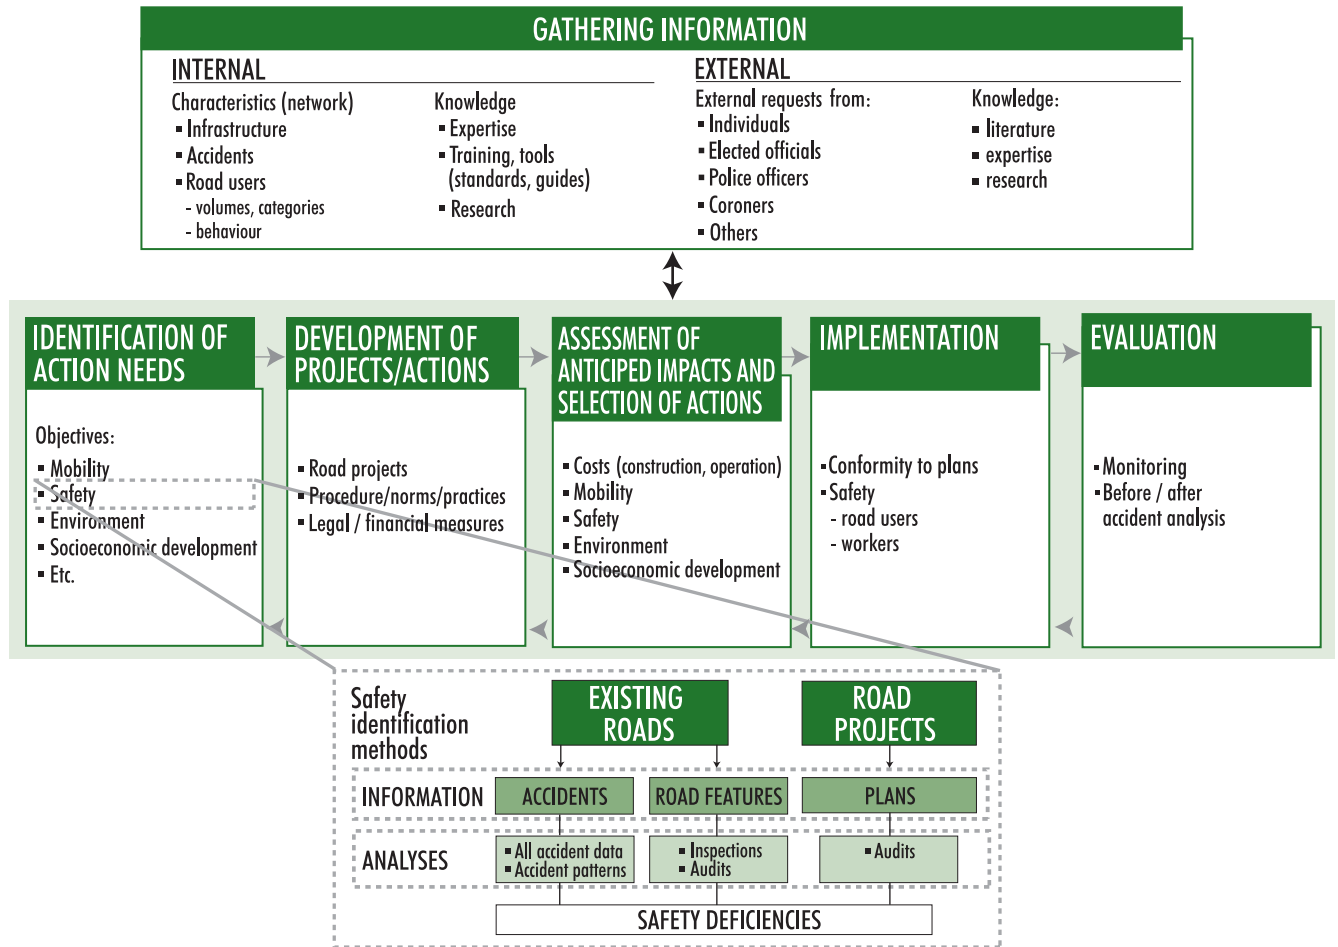 GATHERING INFORMATION
INTERNAL
Characteristics (network)
▪ Infrastructure
▪ Accidents
▪ Road users
- volumes, categories
- behaviour
Knowledge
▪ Expertise
▪ Training, tools
(standards, guides)
▪ Research
EXTERNAL
External requests from:
▪ Individuals
▪ Elected officials
▪ Police officers
▪ Coroners
▪ Others
Knowledge:
▪ literature
▪ expertise
▪ research
IDENTIFICATION OF
ACTION NEEDS
Objectives:
▪ Mobility
▪ Safety
▪ Environment
▪ Socioeconomic development
▪ Etc.
DEVELOPMENT OF
PROJECTS/ACTIONS
▪ Road projects
▪ Procedure/norms/practices
▪ Legal / financial measures
ASSESSMENT OF
ANTICIPED IMPACTS AND
SELECTION OF ACTIONS
▪ Costs (construction, operation)
▪ Mobility
▪ Safety
▪ Environment
▪ Socioeconomic development
IMPLEMENTATION
▪ Conformity to plans
▪ Safety
- road users
- workers
EVALUATION
▪ Monitoring
▪ Before / after
accident analysis
Safety
identification
methods
EXISTING
ROADS
ROAD
PROJECTS
INFORMATION
ACCIDENTS
ROAD FEATURES
PLANS
ANALYSES
▪ All accident data
▪ Accident patterns
▪ Inspections
▪ Audits
▪ Audits
SAFETY DEFICIENCIES